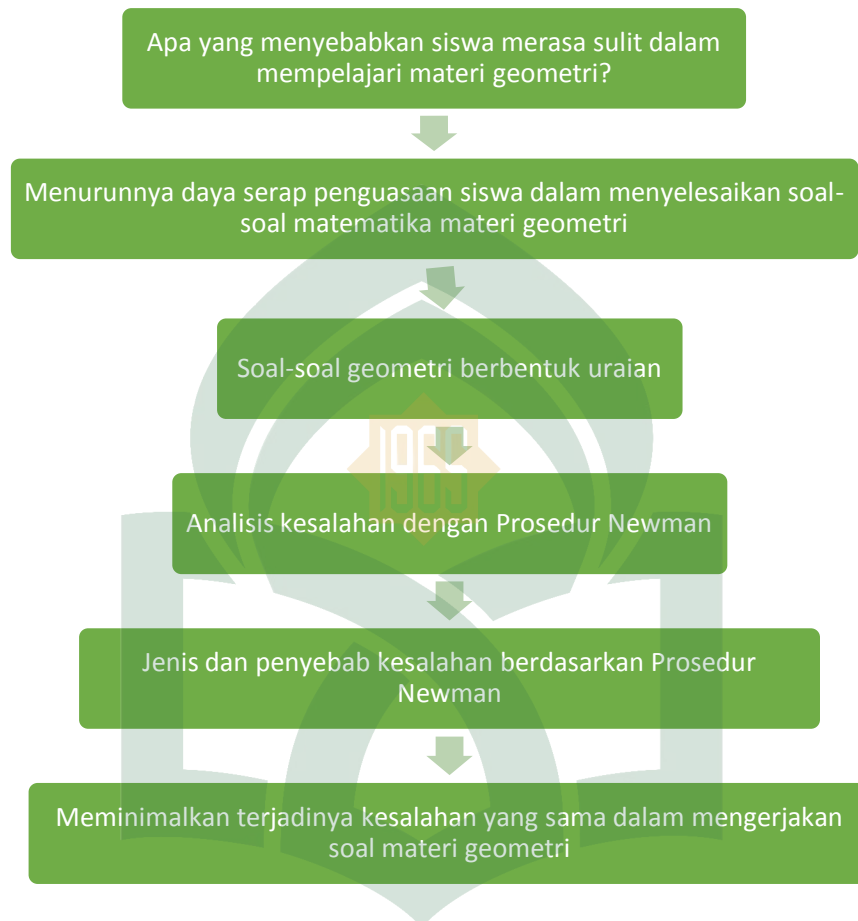 Apa yang menyebabkan siswa merasa sulit dalam
mempelajari materi geometri?
Menurunnya daya serap penguasaan siswa dalam menyelesaikan soal-
soal matematika materi geometri
Soal-soal geometri berbentuk uraian
1965
Analisis kesalahan dengan Prosedur Newman
Jenis dan penyebab kesalahan berdasarkan Prosedur
Newman
Meminimalkan terjadinya kesalahan yang sama dalam mengerjakan
soal materi geometri